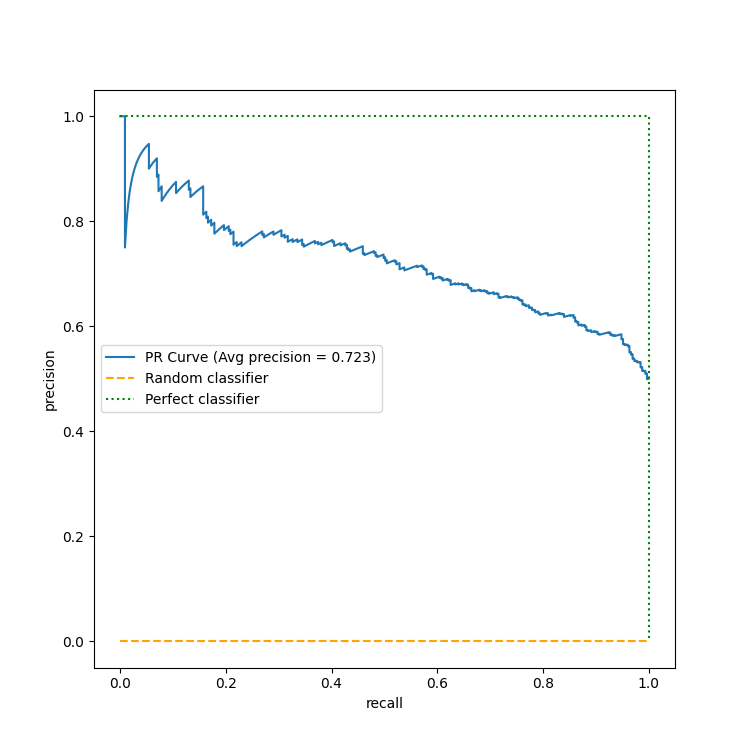 1.0
0.8
0.6
0.4
0.2
0.0
precision
PR Curve (Avg precision = 0.723)
Random classifier
Perfect classifier
0.0 0.2 0.4 0.6 0.8 1.0
recall